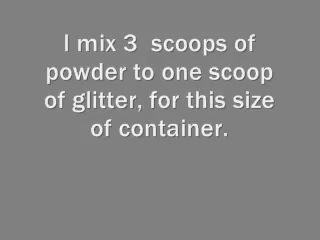 I mix 3  scoops of
powder to one scoop
of glitter, for this size
of container.